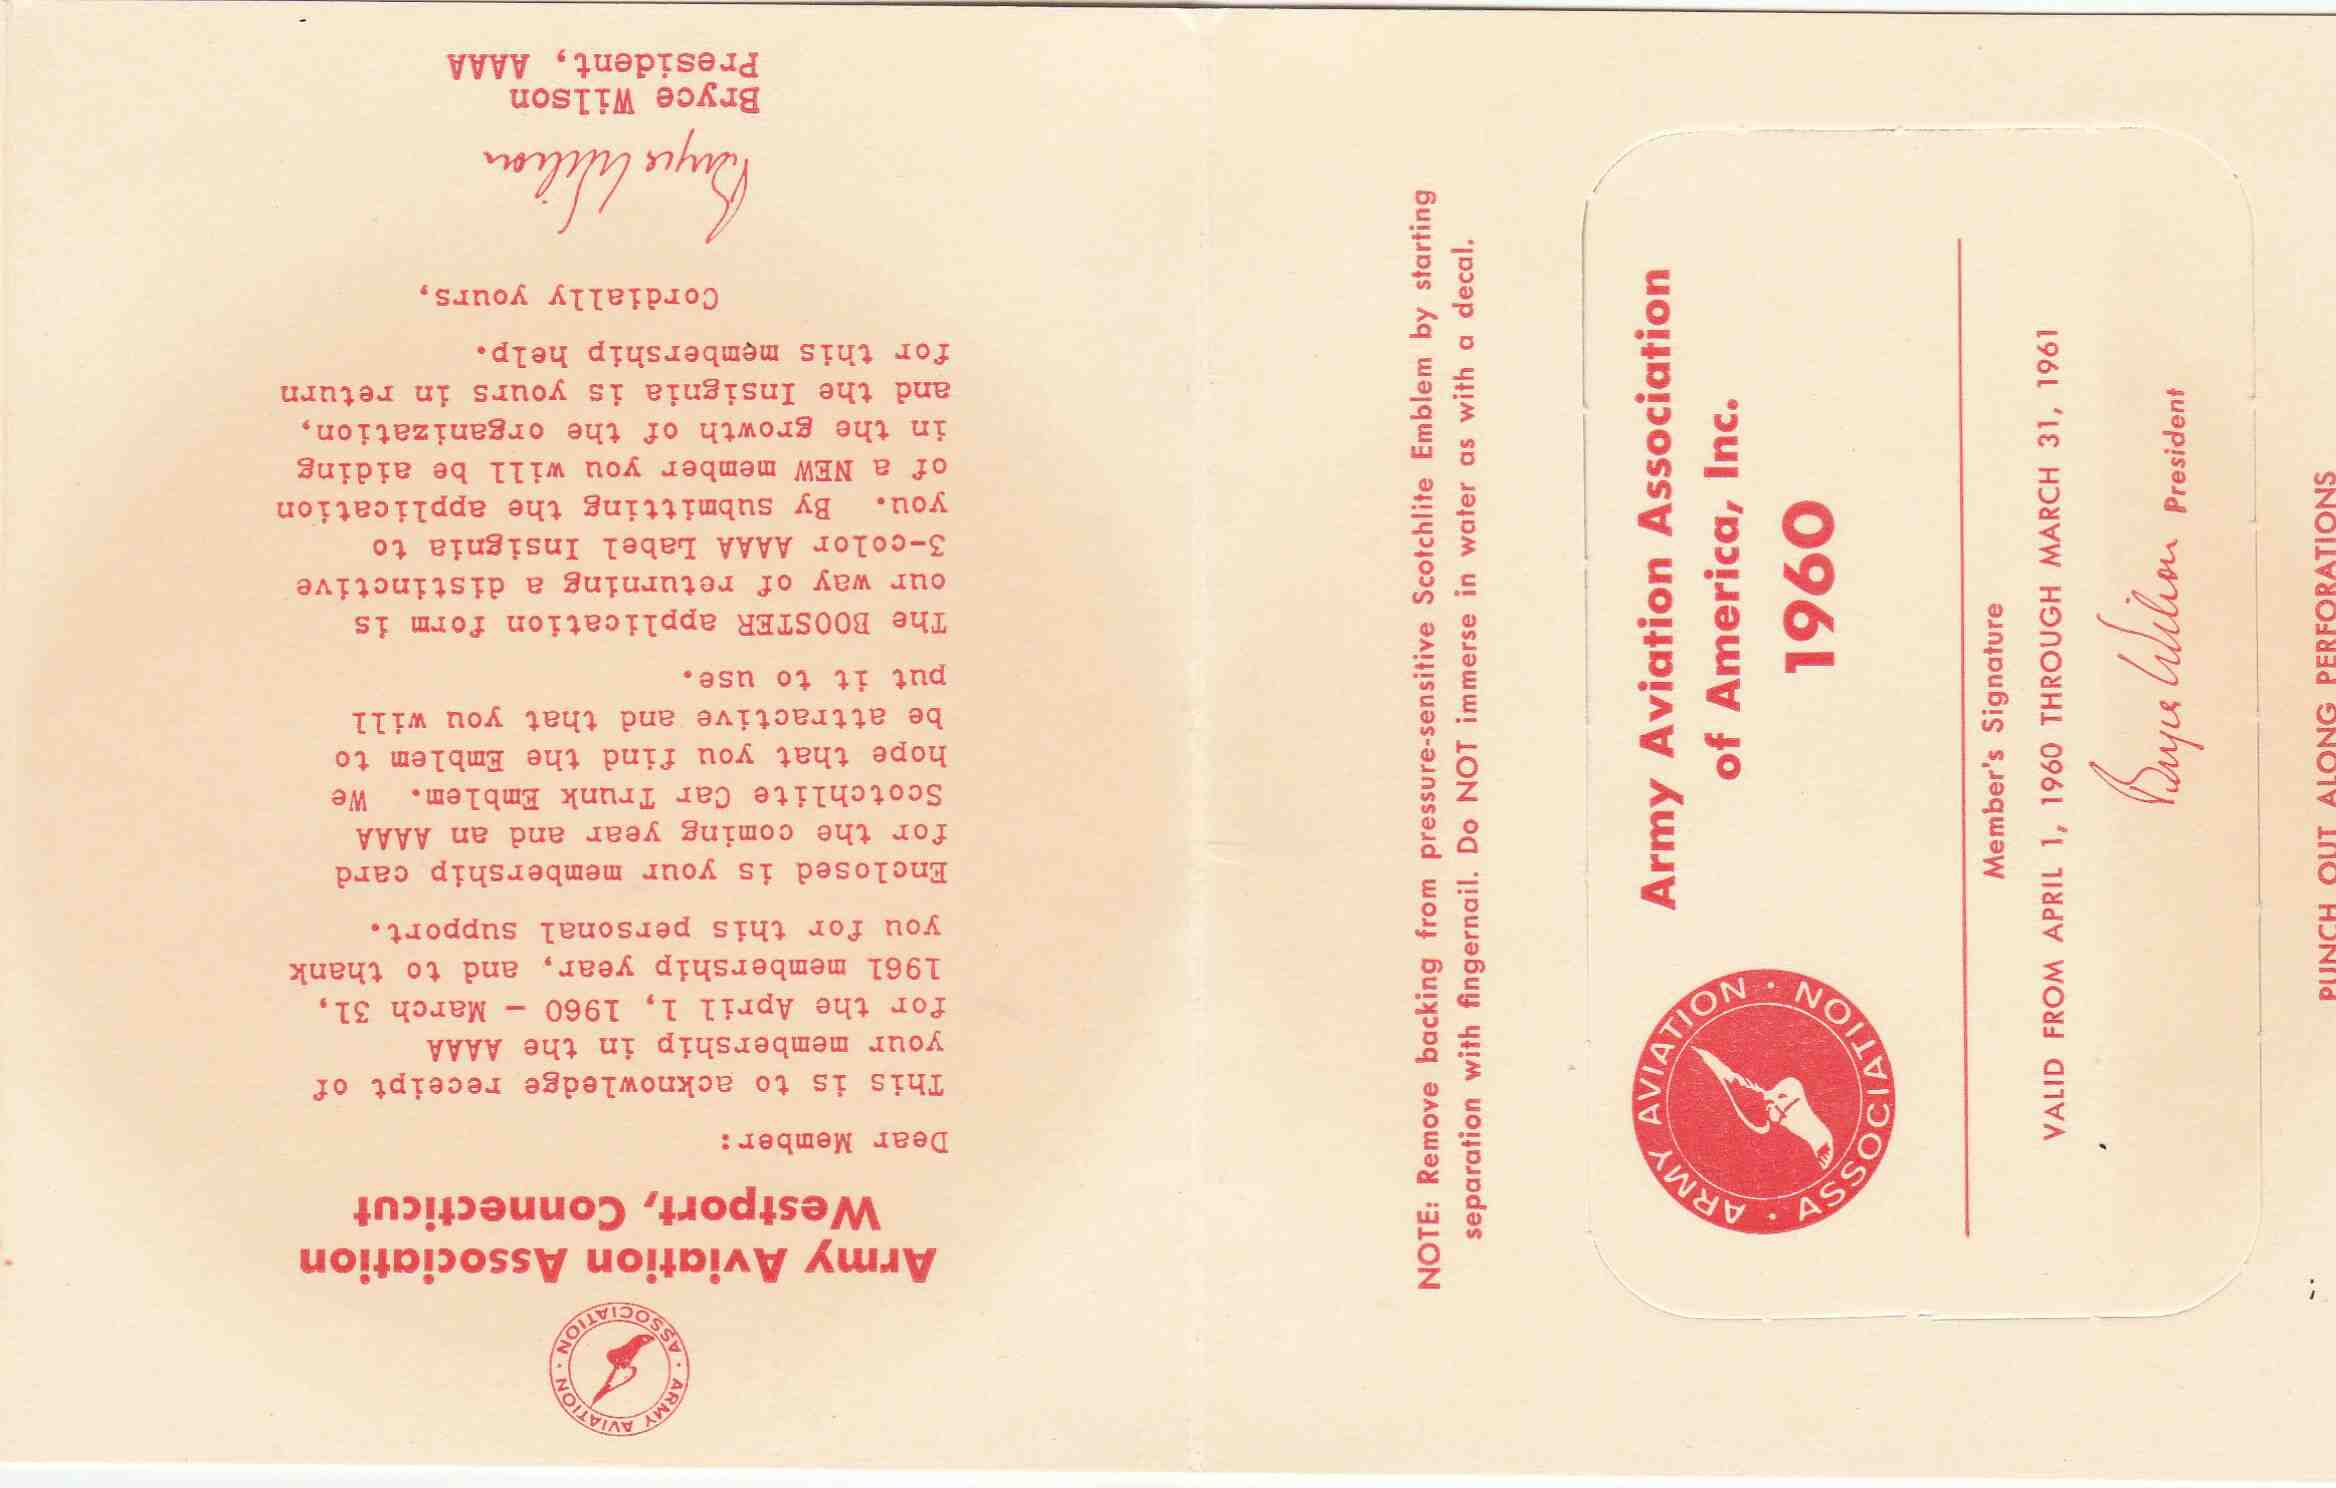 PUNCH OUT ALONG PERFORATIONS
ARMY AVIATION · ASSOCIATION ·
Army Aviation Association
of America, Inc.
1960
Member's Signature
VALID FROM APRIL 1, 1960 THROUGH MARCH 31, 1961
Bryce Wilson President
NOTE: Remove backing from pressure-sensitive Scotchlite Emblem by starting
separation with fingernail. Do NOT immerse in water as with a decal.
ARMY AVIATION · ASSOCIATION ·
Army Aviation Association
Westport, Connecticut
Dear Member:
This is to acknowledge receipt of
your membership in the AAAA
for the April 1, 1960 — March 31,
1961 membership year, and to thank
you for this personal support.
Enclosed is your membership card
for the coming year and an AAAA
Scotchlite Car Trunk Emblem. We
hope that you find the Emblem to
be attractive and that you will
put it to use.
The BOOSTER application form is
our way of returning a distinctive
3-color AAAA Label Insignia to
you. By submitting the application
of a NEW member you will be aiding
in the growth of the organization,
and the Insignia is yours in return
for this membership help.
Cordially yours,
Bryce Wilson
Bryce Wilson
President, AAAA